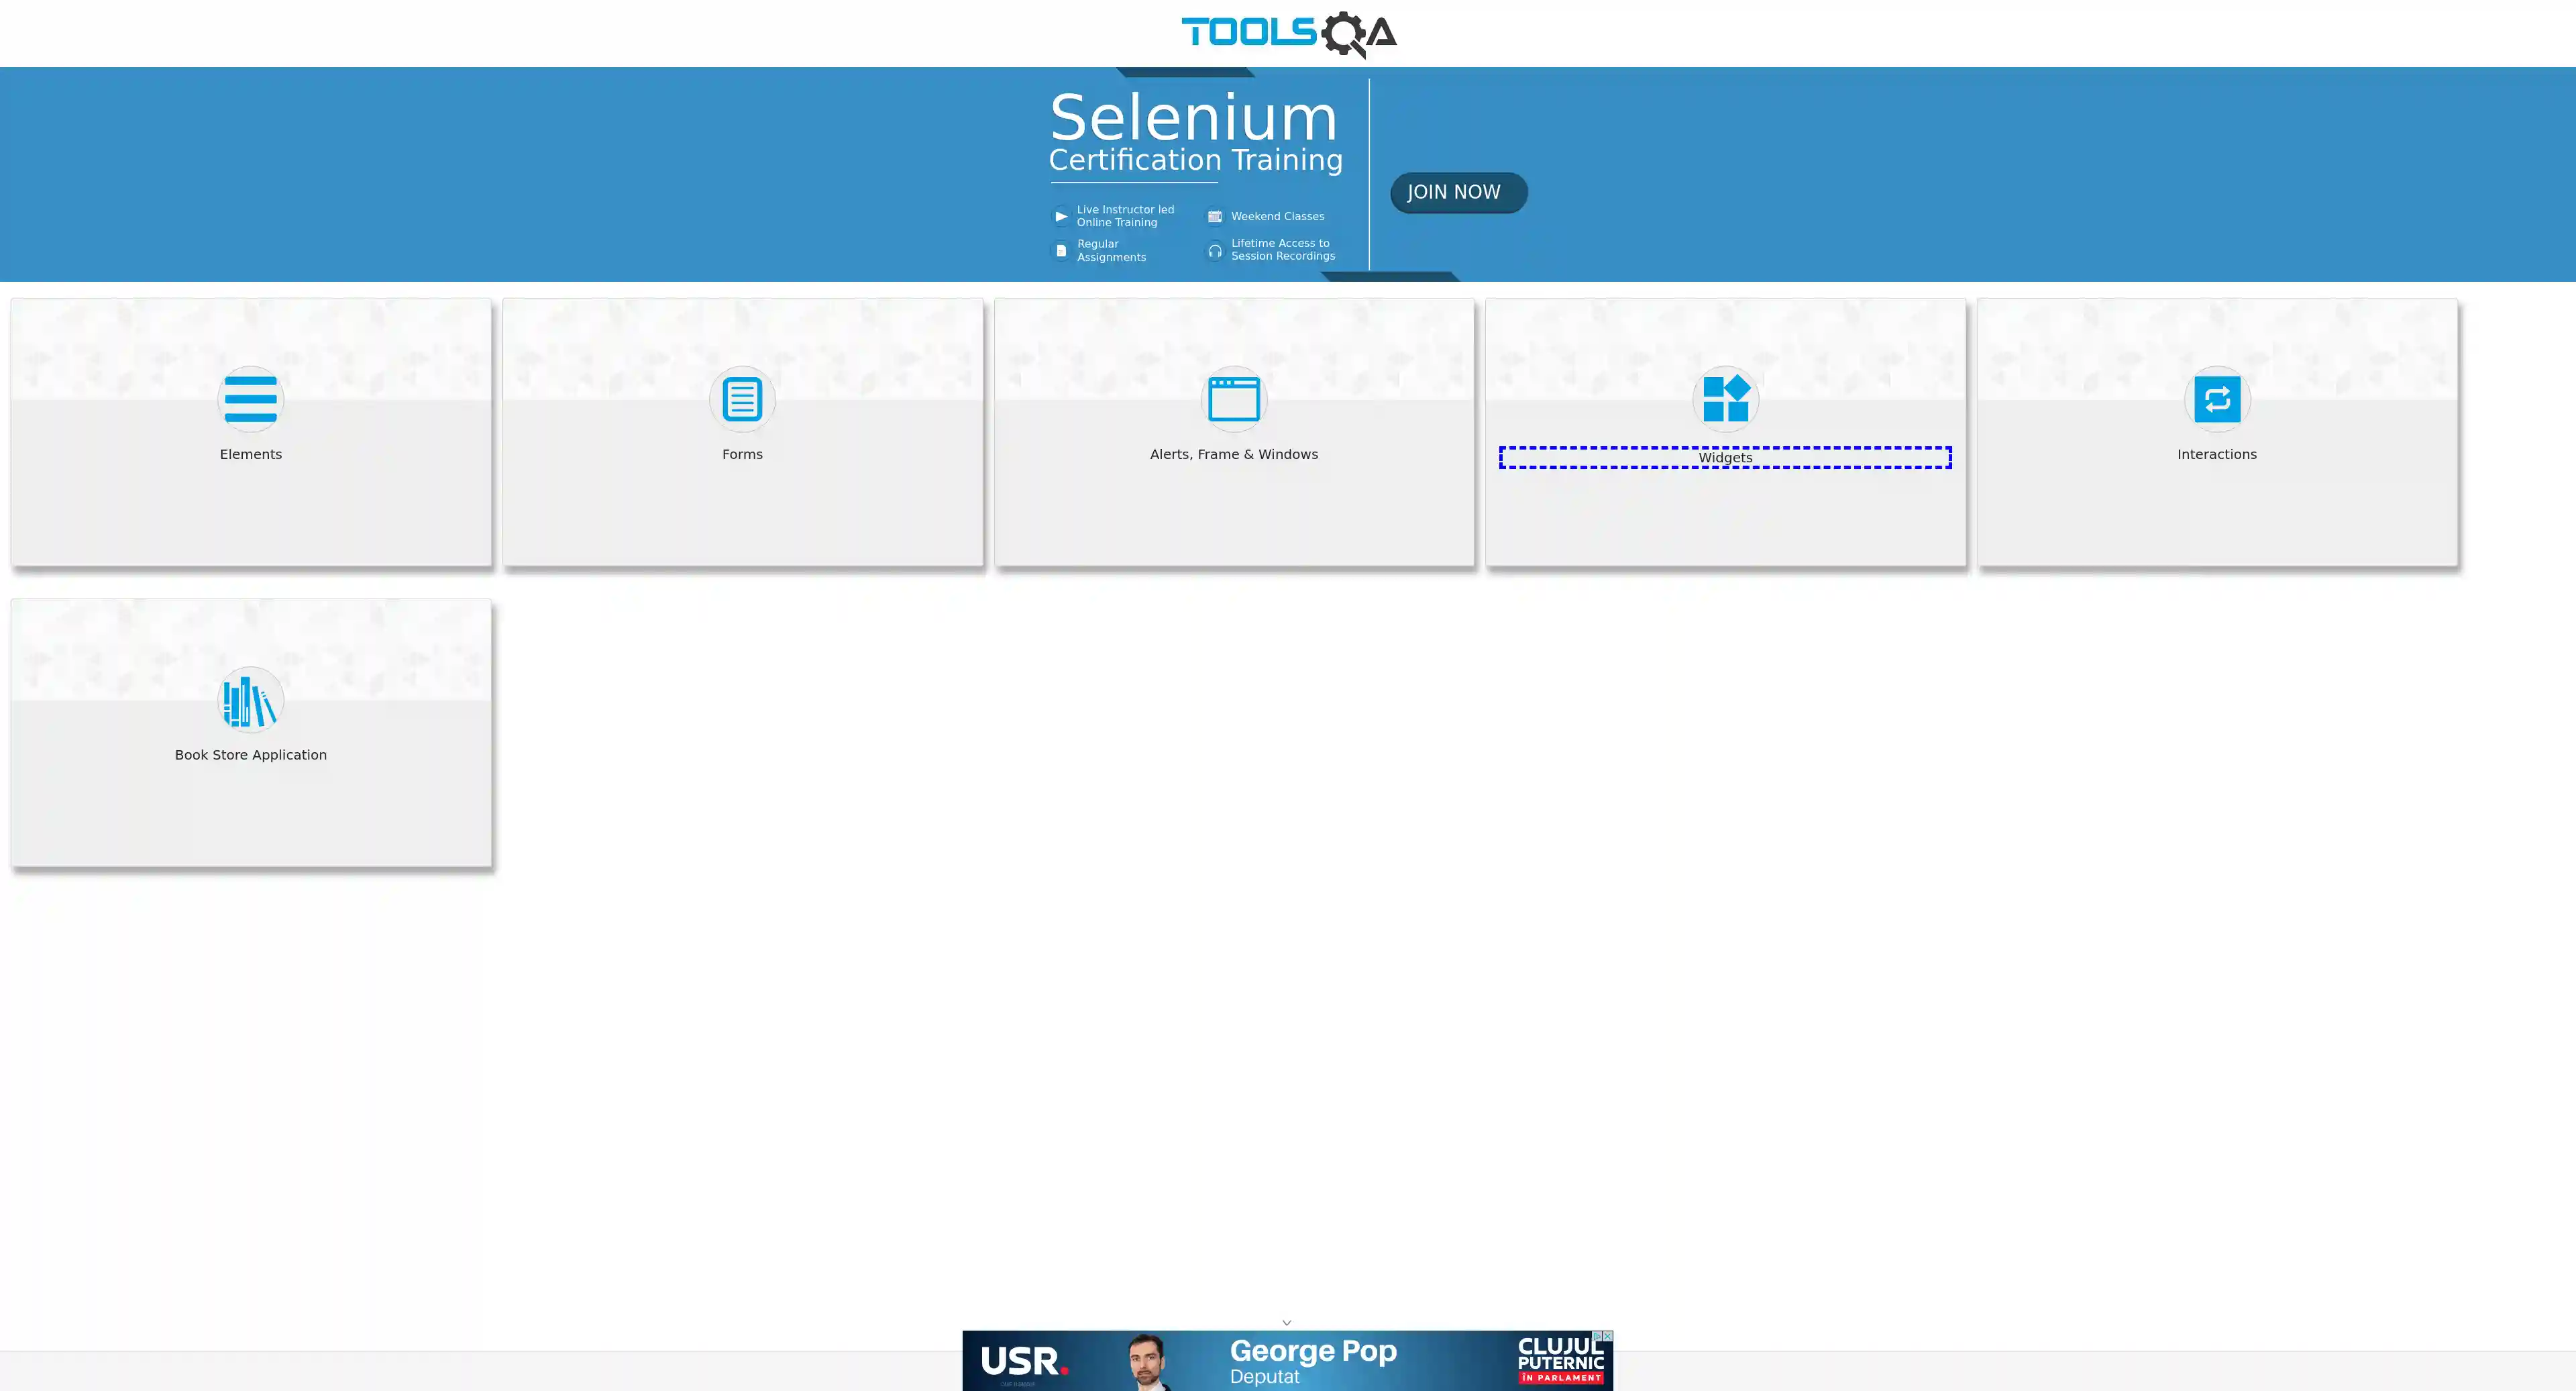 TOOLSQA
Selenium
Certification Training
Live Instructor led
Online Training
Weekend Classes
Regular
Assignments
Lifetime Access to
Session Recordings
JOIN NOW
Elements
Forms
Alerts, Frame & Windows
Widgets
Interactions
Book Store Application
USR.
George Pop
Deputat
CLUJUL
PUTERNIC
ÎN PARLAMENT